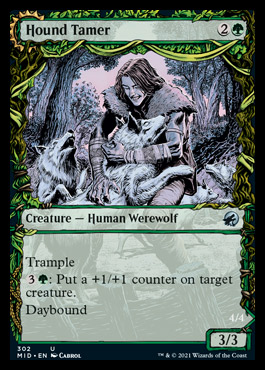 Hound Tamer 2
Creature — Human Werewolf
Trample
3 : Put a +1/+1 counter on target
creature.
Daybound
4/4
3/3
302 U
MID • EN CABROL
™ & © 2021 Wizards of the Coast